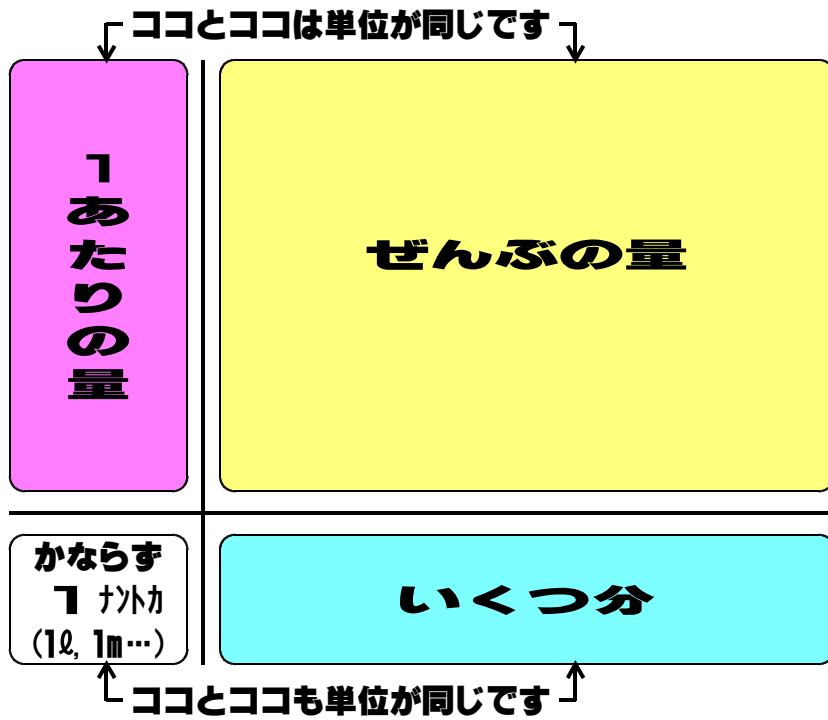 ココとココは単位が同じです
1あたりの量
ぜんぶの量
かならず
1 ナントカ
(1ℓ, 1m…)
いくつ分
ココとココも単位が同じです